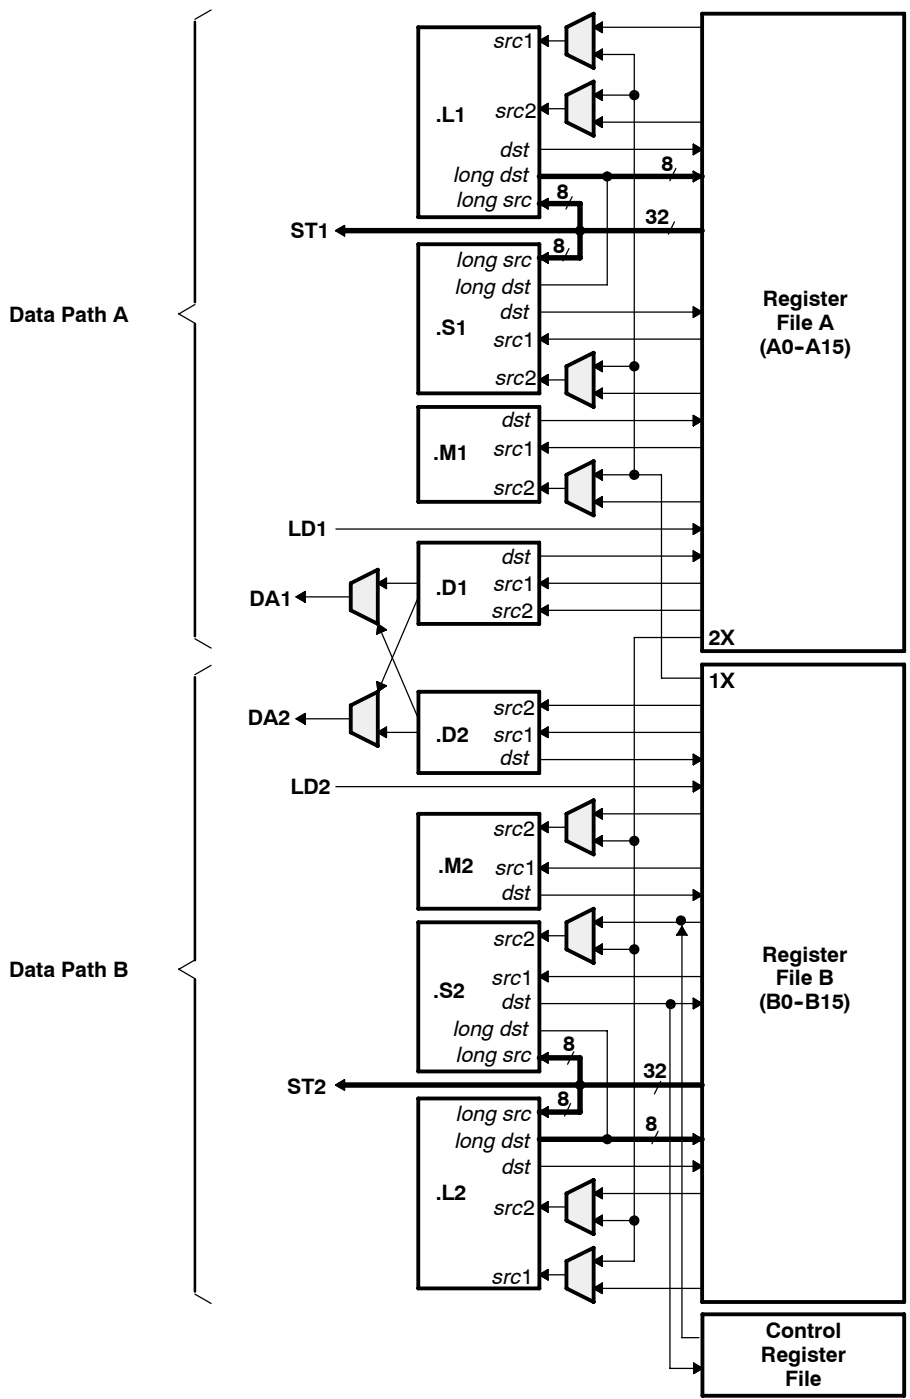 src1
.L1
src2
dst
long dst
8
long src
8
ST1
32
8
long src
long dst
Register
File A
(A0-A15)
Data Path A
dst
.S1
src1
src2
dst
.M1
src1
src2
LD1
dst
.D1
src1
DA1
src2
2X
1X
DA2
src2
.D2
src1
dst
LD2
src2
.M2
src1
dst
src2
Register
File B
(B0-B15)
Data Path B
src1
.S2
dst
long dst
8
long src
ST2
32
8
long src
8
long dst
dst
.L2
src2
src1
Control
Register
File